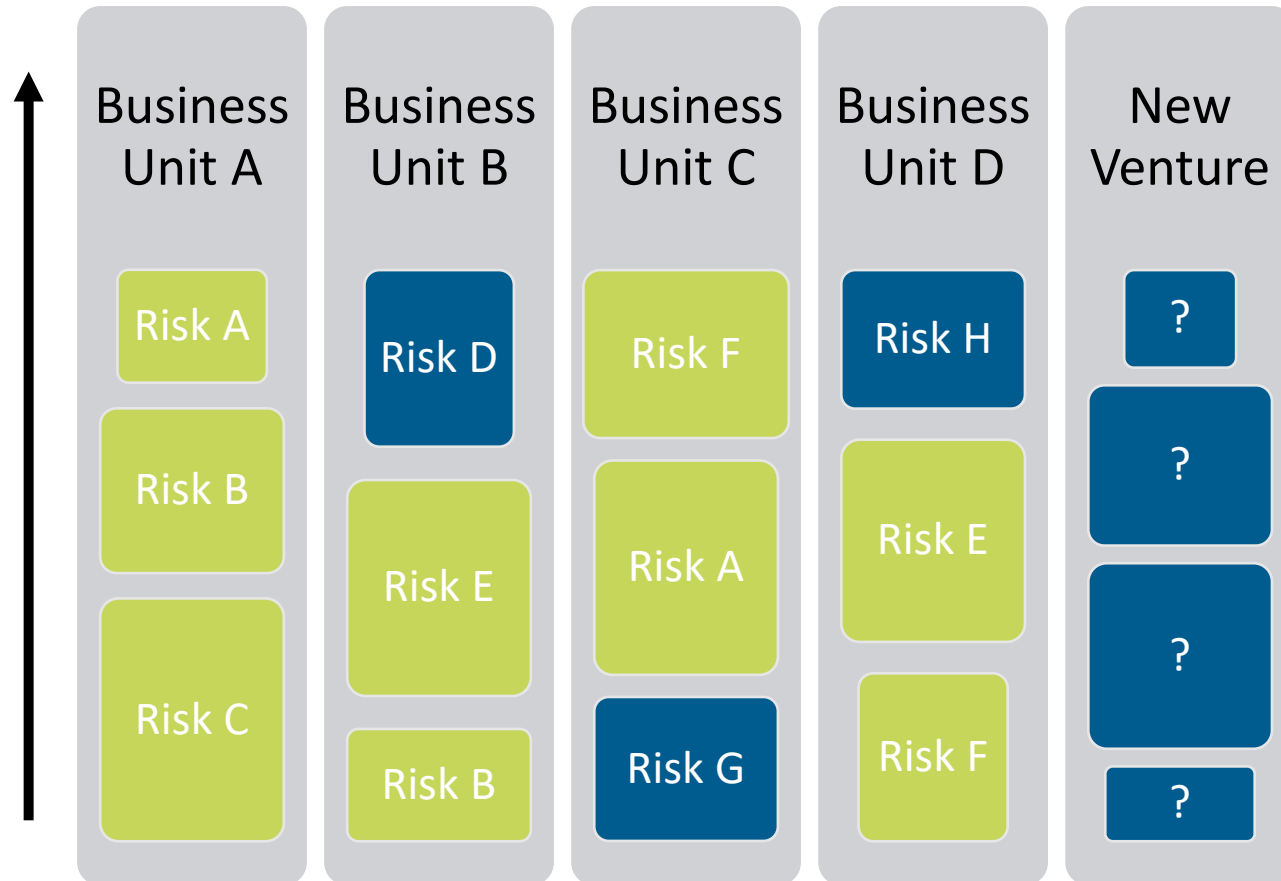 Business
Unit A
Risk A
Risk B
Risk C
Business
Unit B
Risk D
Risk E
Risk B
Business
Unit C
Risk F
Risk A
Risk G
Business
Unit D
Risk H
Risk E
Risk F
New
Venture
?
?
?
?